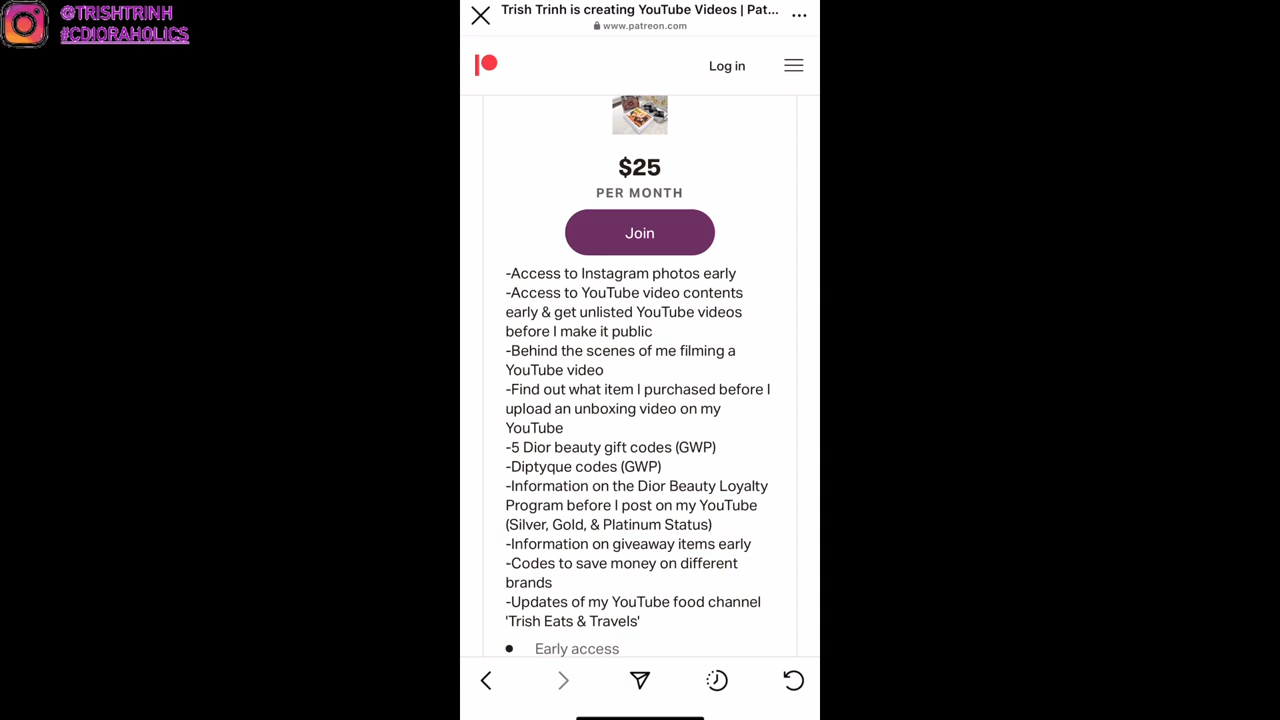 @TRISHTRINH
#CDIORAHOLICS
Trish Trinh is creating YouTube Videos | Pat...
www.patreon.com
Log in
$25
PER MONTH
Join
-Access to Instagram photos early
-Access to YouTube video contents
early & get unlisted YouTube videos
before I make it public
-Behind the scenes of me filming a
YouTube video
-Find out what item I purchased before I
upload an unboxing video on my
YouTube
-5 Dior beauty gift codes (GWP)
-Diptyque codes (GWP)
-Information on the Dior Beauty Loyalty
Program before I post on my YouTube
(Silver, Gold, & Platinum Status)
-Information on giveaway items early
-Codes to save money on different
brands
-Updates of my YouTube food channel
'Trish Eats & Travels'
• Early access